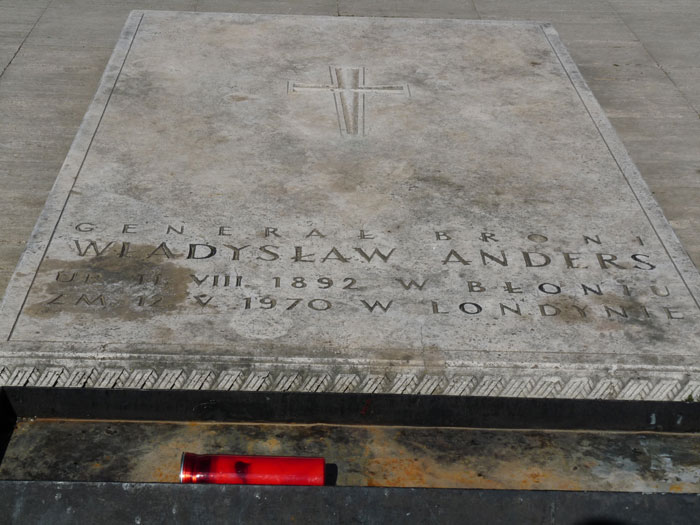 GENERAŁ BRONI
WŁADYSŁAW ANDERS
UR. 11. VIII. 1892 W BŁONIU
ZM. 12. V. 1970 W LONDYNIE